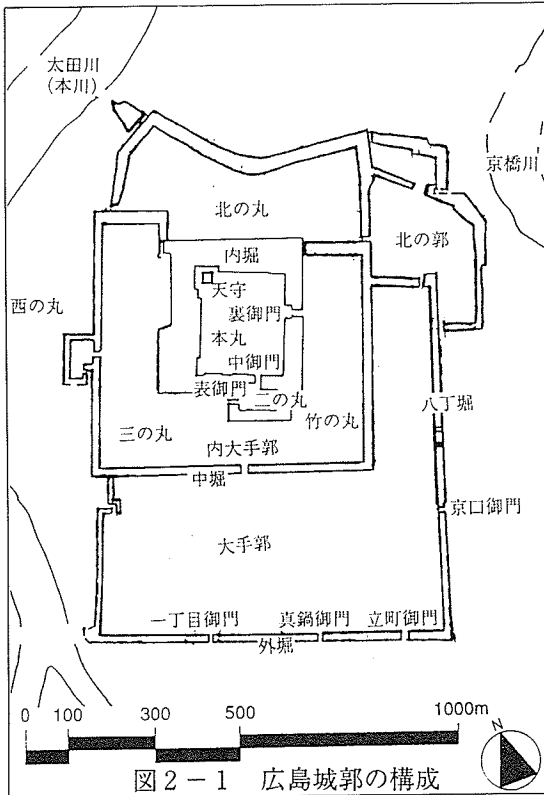 太田川
(本川)
京橋川
北の丸
北の郭
内堀
天守
西の丸
裏御門
本丸
中御門
表御門
二の丸
八丁堀
三の丸
竹の丸
内大手郭
中堀
京口御門
大手郭
一丁目御門
真鍋御門
立町御門
外堀
0 100 300 500 1000m
N
図2-1 広島城郭の構成